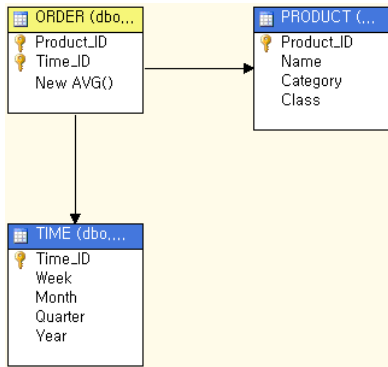 ORDER (dbo,...
Product_ID
Time_ID
New AVG()
PRODUCT (,...
Product_ID
Name
Category
Class
TIME (dbo,...
Time_ID
Week
Month
Quarter
Year